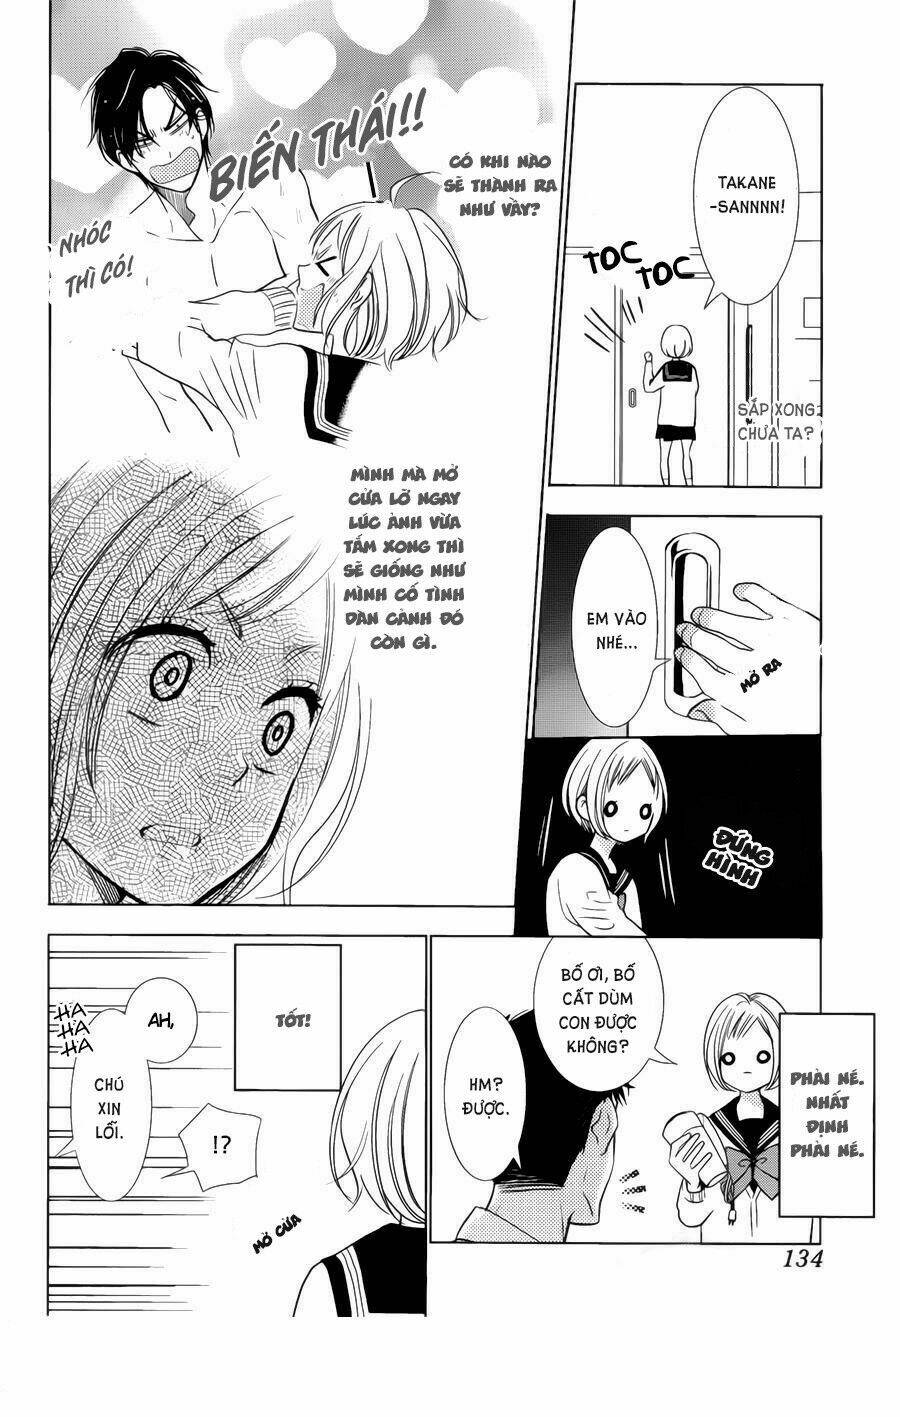 TAKANE
-SANNNN!
TOC
TOC
SẮP XONG
CHƯA TA?
EM VÀO
NHÉ...
MỞ RA
ĐỨNG
HÌNH
CÓ KHI NÀO
SẼ THÀNH RA
NHƯ VẦY?
BIẾN THÁI!!
NHÓC
THÌ CÓ!
MÌNH MÀ MỞ
CỬA LỠ NGAY
LÚC ẢNH VỪA
TẮM XONG THÌ
SẼ GIỐNG NHƯ
MÌNH CỐ TÌNH
DÀN CẢNH ĐÓ
CÒN GÌ.
PHẢI NÉ.
NHẤT
ĐỊNH
PHẢI NÉ.
BỐ ƠI, BỐ
CẤT DÙM
CON ĐƯỢC
KHÔNG?
HM?
ĐƯỢC.
TỐT!
MỞ CỬA
!?
AH,
CHÚ
XIN
LỖI.
HA
HA
HA
134